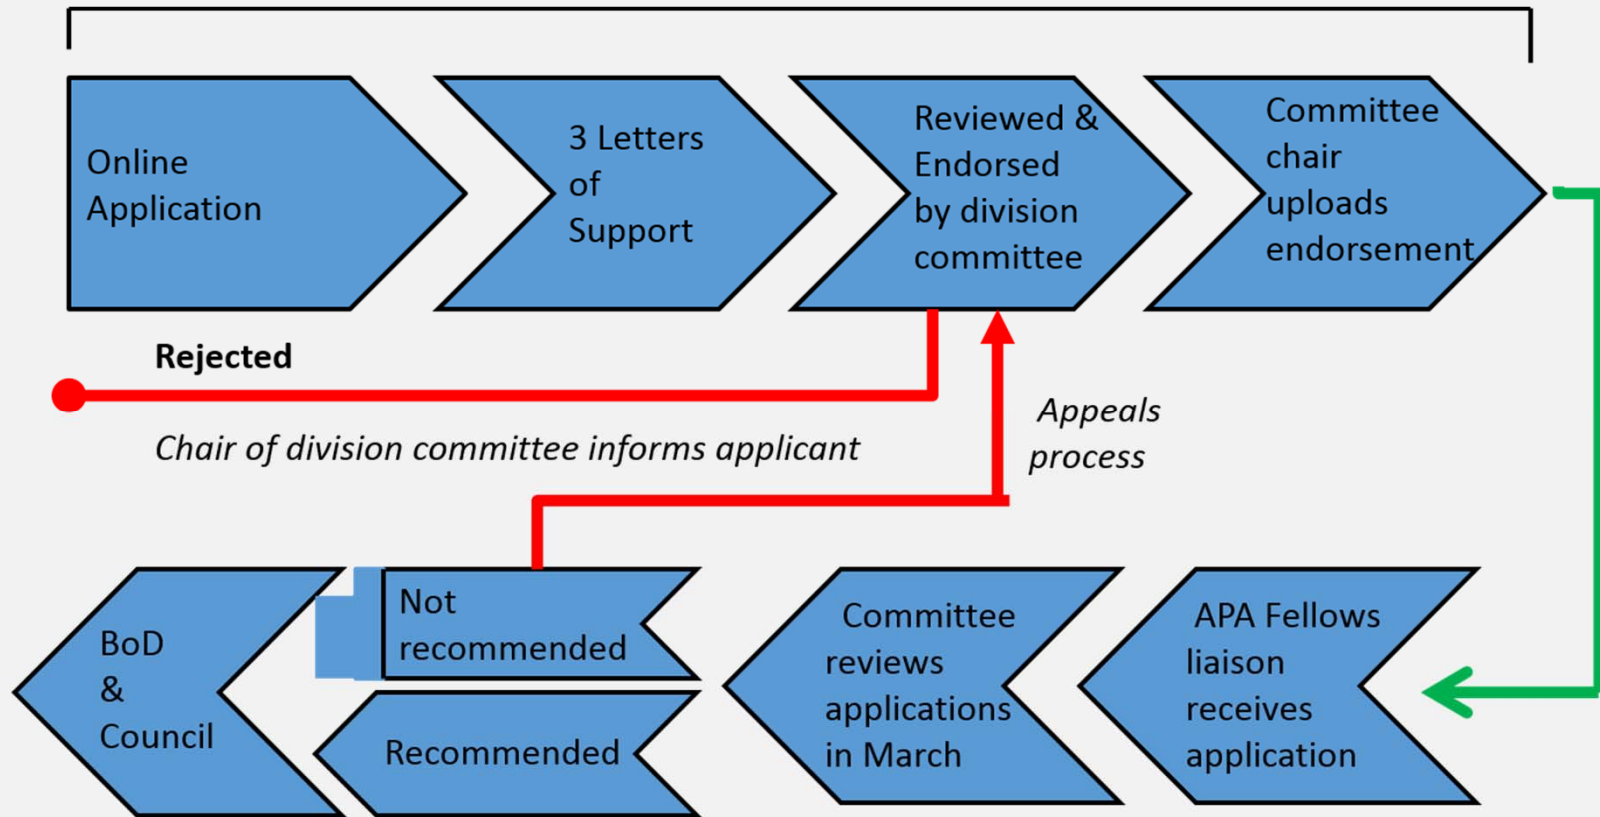 Online
Application
3 Letters
of
Support
Reviewed &
Endorsed
by division
committee
Committee
chair
uploads
endorsement
Rejected
Chair of division committee informs applicant
Appeals
process
APA Fellows
liaison
receives
application
Committee
reviews
applications
in March
Not
recommended
Recommended
BoD
&
Council